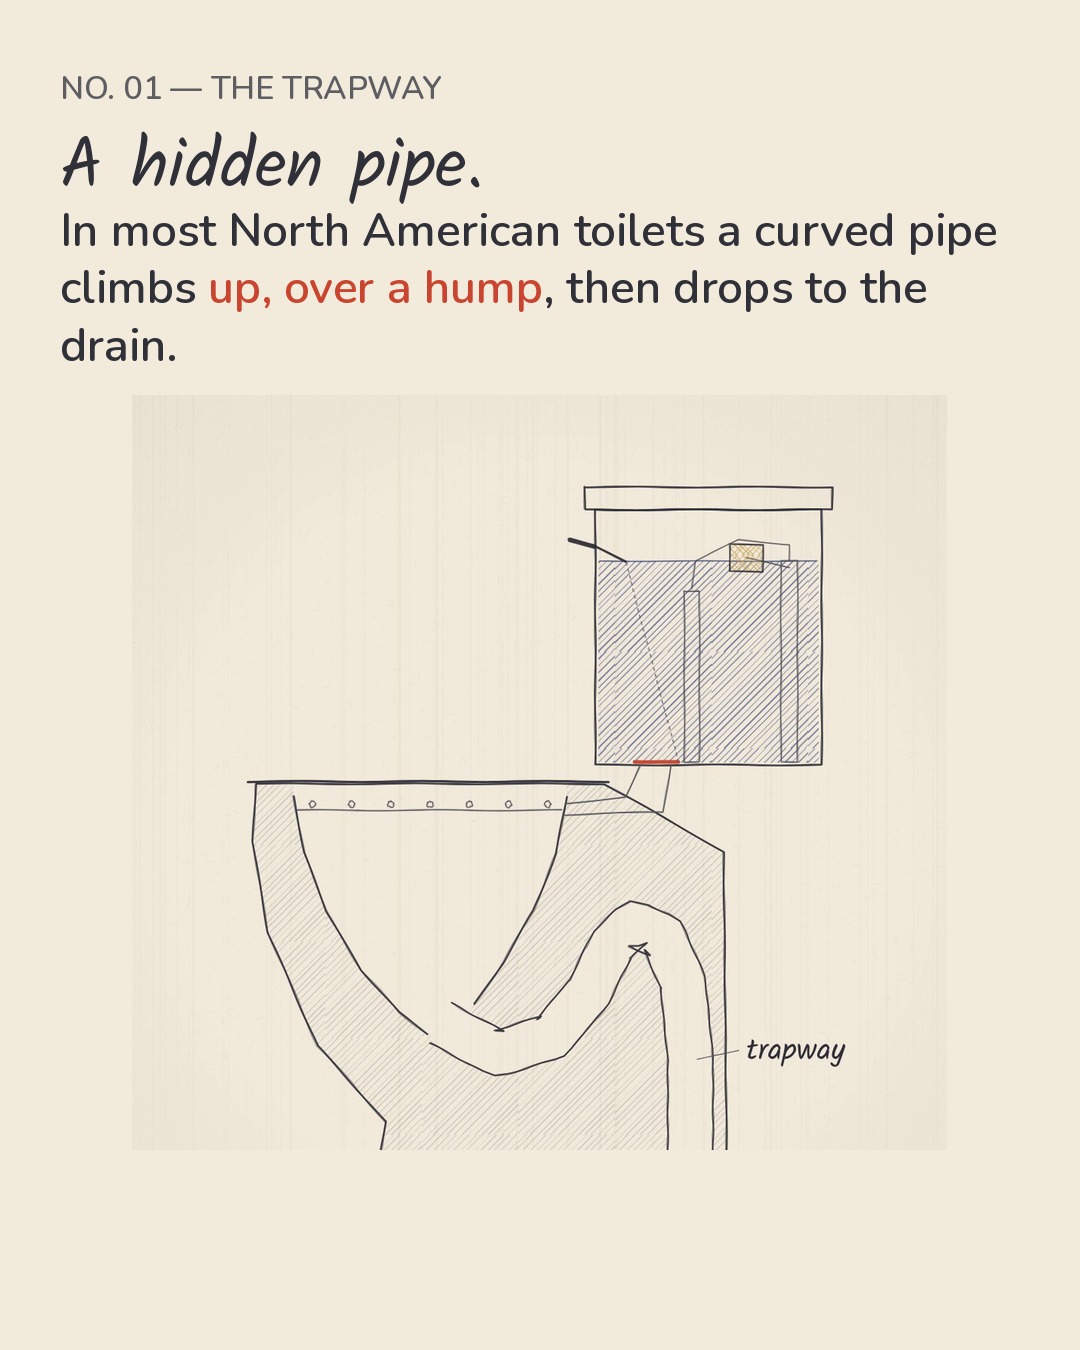 NO. 01 — THE TRAPWAY
A hidden pipe.
In most North American toilets a curved pipe
climbs up, over a hump, then drops to the
drain.
trapway